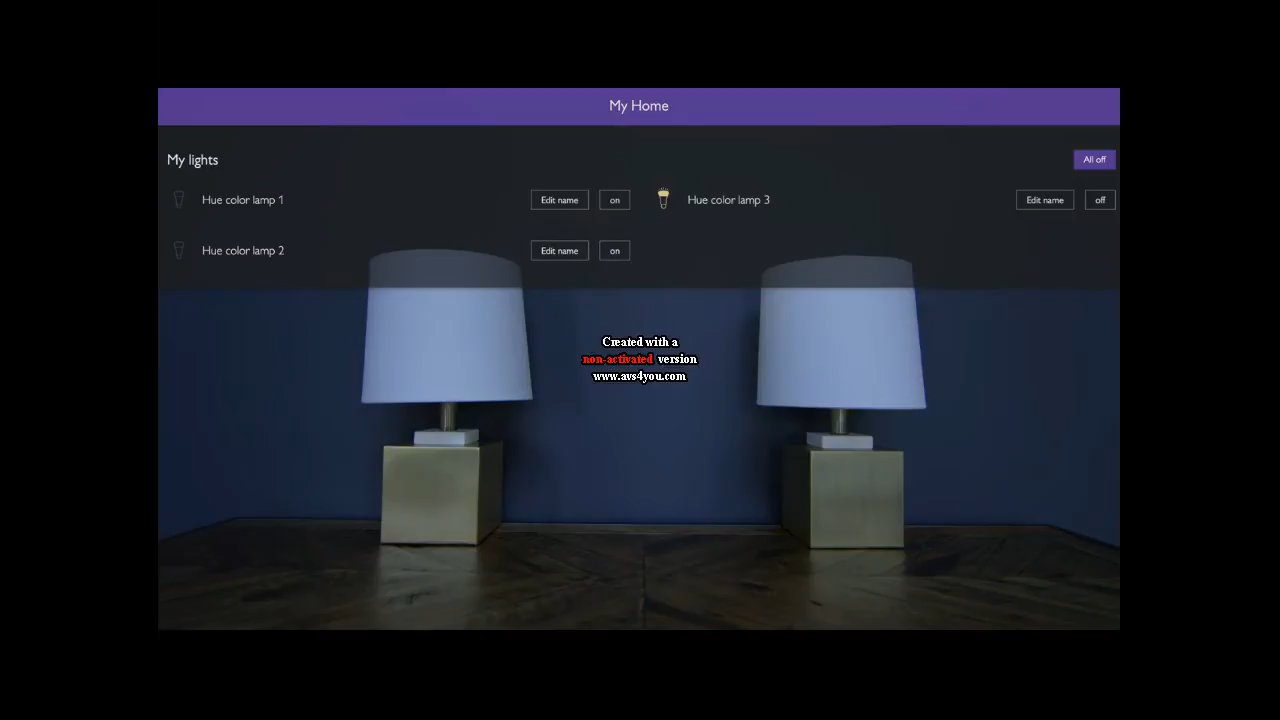 My Home
My lights
All off
Hue color lamp 1
Edit name
on
Hue color lamp 3
Edit name
off
Hue color lamp 2
Edit name
on
Created with a
non-activated version
www.avs4you.com